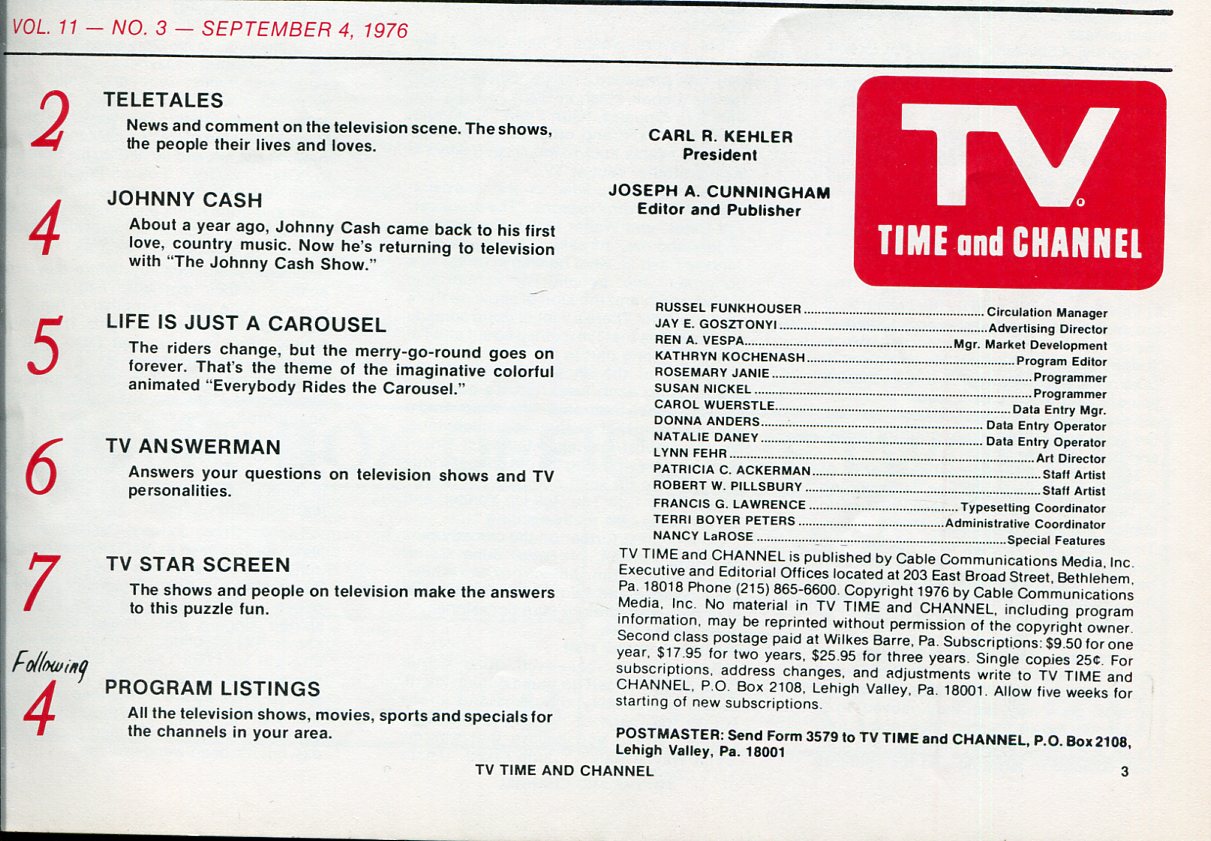 VOL. 11 — NO. 3 — SEPTEMBER 4, 1976
2
TELETALES
News and comment on the television scene. The shows,
the people their lives and loves.
4
JOHNNY CASH
About a year ago, Johnny Cash came back to his first
love, country music. Now he's returning to television
with “The Johnny Cash Show.”
5
LIFE IS JUST A CAROUSEL
The riders change, but the merry-go-round goes on
forever. That's the theme of the imaginative colorful
animated “Everybody Rides the Carousel.”
6
TV ANSWERMAN
Answers your questions on television shows and TV
personalities.
7
TV STAR SCREEN
The shows and people on television make the answers
to this puzzle fun.
Following
4
PROGRAM LISTINGS
All the television shows, movies, sports and specials for
the channels in your area.
CARL R. KEHLER
President
JOSEPH A. CUNNINGHAM
Editor and Publisher
TV
TIME and CHANNEL
RUSSEL FUNKHOUSER ........ Circulation Manager
JAY E. GOSZTONYI ........ Advertising Director
REN A. VESPA ........ Mgr. Market Development
KATHRYN KOCHENASH ........ Program Editor
ROSEMARY JANIE ........ Programmer
SUSAN NICKEL ........ Programmer
CAROL WUERSTLE ........ Data Entry Mgr.
DONNA ANDERS ........ Data Entry Operator
NATALIE DANEY ........ Data Entry Operator
LYNN FEHR ........ Art Director
PATRICIA C. ACKERMAN ........ Staff Artist
ROBERT W. PILLSBURY ........ Staff Artist
FRANCIS G. LAWRENCE ........ Typesetting Coordinator
TERRI BOYER PETERS ........ Administrative Coordinator
NANCY LaROSE ........ Special Features
TV TIME and CHANNEL is published by Cable Communications Media, Inc.
Executive and Editorial Offices located at 203 East Broad Street, Bethlehem,
Pa. 18018 Phone (215) 865-6600. Copyright 1976 by Cable Communications
Media, Inc. No material in TV TIME and CHANNEL, including program
information, may be reprinted without permission of the copyright owner.
Second class postage paid at Wilkes Barre, Pa. Subscriptions: $9.50 for one
year, $17.95 for two years, $25.95 for three years. Single copies 25¢. For
subscriptions, address changes, and adjustments write to TV TIME and
CHANNEL, P.O. Box 2108, Lehigh Valley, Pa. 18001. Allow five weeks for
starting of new subscriptions.
POSTMASTER: Send Form 3579 to TV TIME and CHANNEL, P.O. Box 2108,
Lehigh Valley, Pa. 18001
TV TIME AND CHANNEL
3